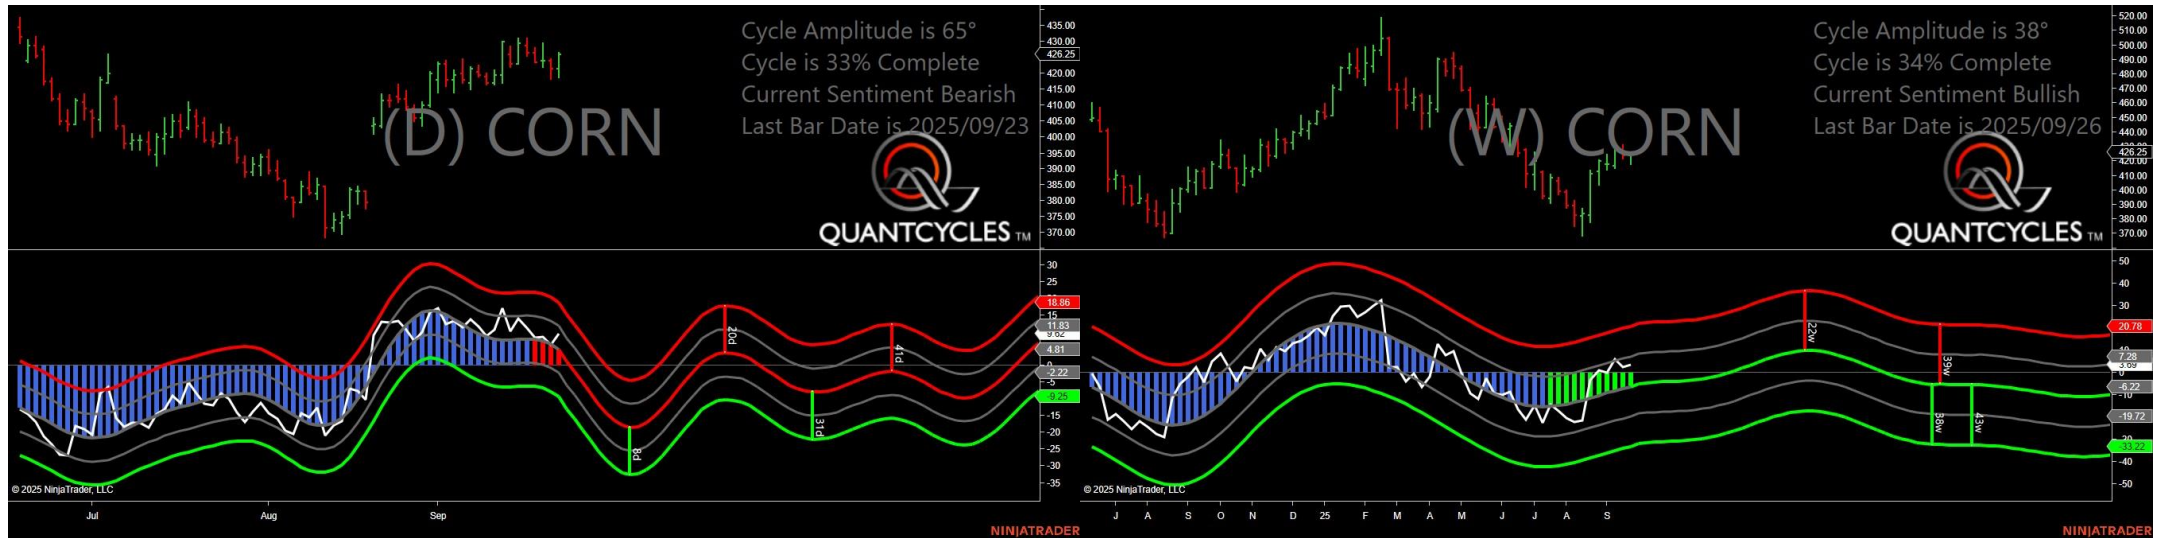 Cycle Amplitude is 65°
Cycle is 33% Complete
Current Sentiment Bearish
Last Bar Date is 2025/09/23
(D) CORN
QUANTCYCLES TM
435.00
430.00
426.25
420.00
415.00
410.00
405.00
400.00
395.00
390.00
385.00
380.00
375.00
370.00
30
25
18.86
15
11.83
4.81
-2.22
-5
-9.25
-15
-20
-25
-30
-35
20d
41d
8d
31d
© 2025 NinjaTrader, LLC
Jul
Aug
Sep
NINJATRADER
Cycle Amplitude is 38°
Cycle is 34% Complete
Current Sentiment Bullish
Last Bar Date is 2025/09/26
(W) CORN
QUANTCYCLES TM
520.00
510.00
500.00
490.00
480.00
470.00
460.00
450.00
440.00
426.25
420.00
410.00
400.00
390.00
380.00
370.00
50
40
30
20.78
7.28
-6.22
-10
-19.72
-33.22
-40
-50
22w
39w
38w
43w
© 2025 NinjaTrader, LLC
J
A
S
O
N
D
25
F
M
A
M
J
J
A
S
NINJATRADER